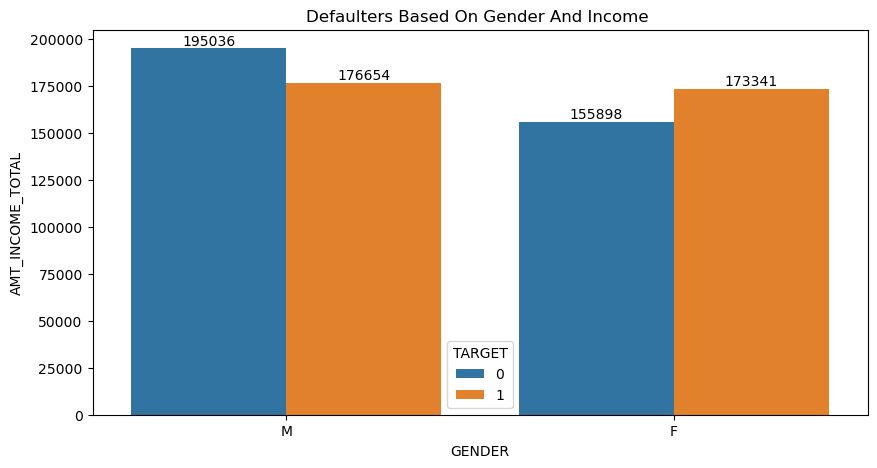 Defaulters Based On Gender And Income
AMT_INCOME_TOTAL
200000
175000
150000
125000
100000
75000
50000
25000
0
195036
176654
155898
173341
TARGET
0
1
M
F
GENDER